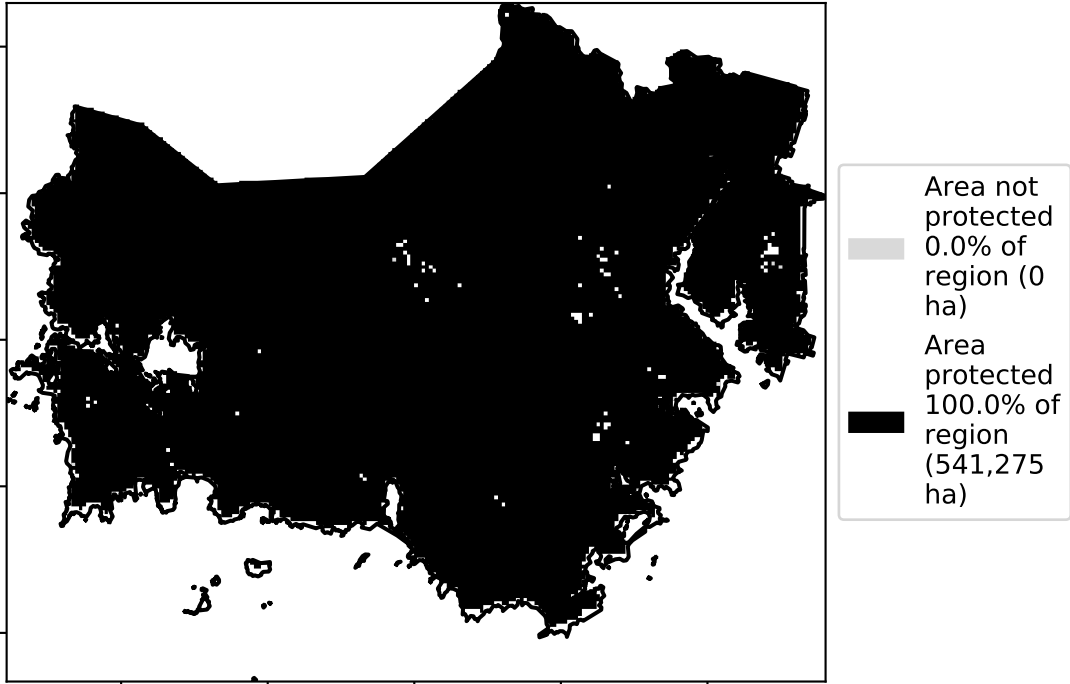 Area not
protected
0.0% of
region (0
ha)
Area
protected
100.0% of
region
(541,275
ha)